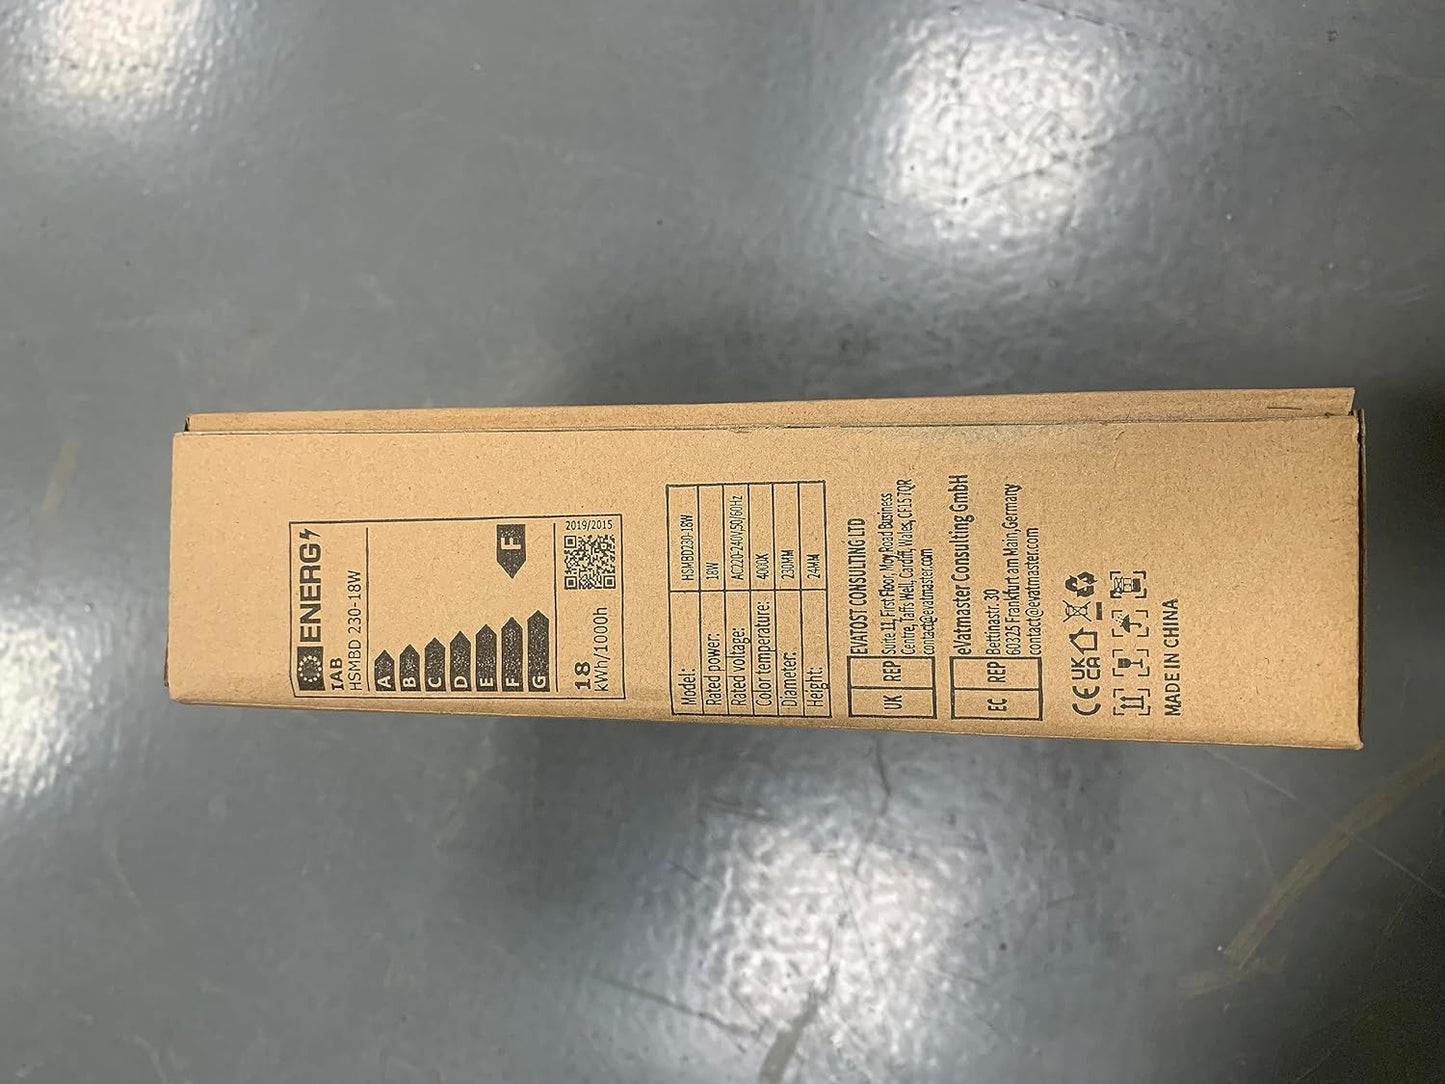 ENERG
IAB
HSMBD 230-18W
A
B
C
D
E
F
G
F
18
kWh/1000h
2019/2015
Model: HSMBD230-18W
Rated power: 18W
Rated voltage: AC220-240V,50/60Hz
Color temperature: 4000K
Diameter: 230MM
Height: 24MM
UK REP
EVATOST CONSULTING LTD
Suite 11, First Floor, Moy Road Business
Centre, Taffs Well, Cardiff, Wales, CF15 7QR
contact@evatmaster.com
EC REP
eVatmaster Consulting GmbH
Bettinastr. 30
60325 Frankfurt am Main,Germany
contact@evatmaster.com
CE UK
CA
MADE IN CHINA